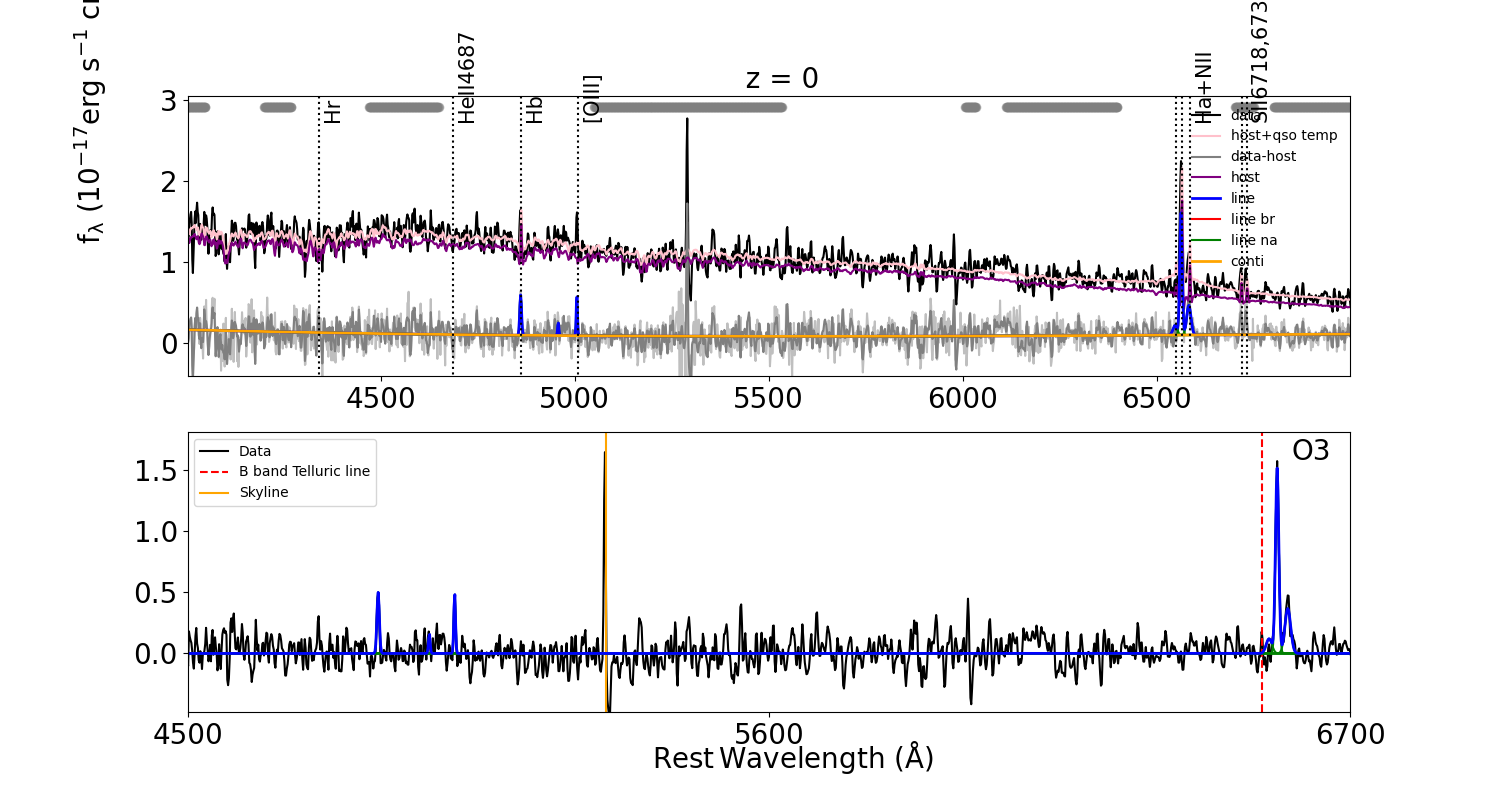 z = 0
f_λ (10^−17 erg s^−1 c
Hr
HeII4687
Hb
[OIII]
Ha+NII
SII6718,673
data
host+qso temp
data-host
host
line
line br
line na
conti
3
2
1
0
4500 5000 5500 6000 6500
Data
B band Telluric line
Skyline
O3
1.5
1.0
0.5
0.0
4500 5600 6700
Rest Wavelength (Å)